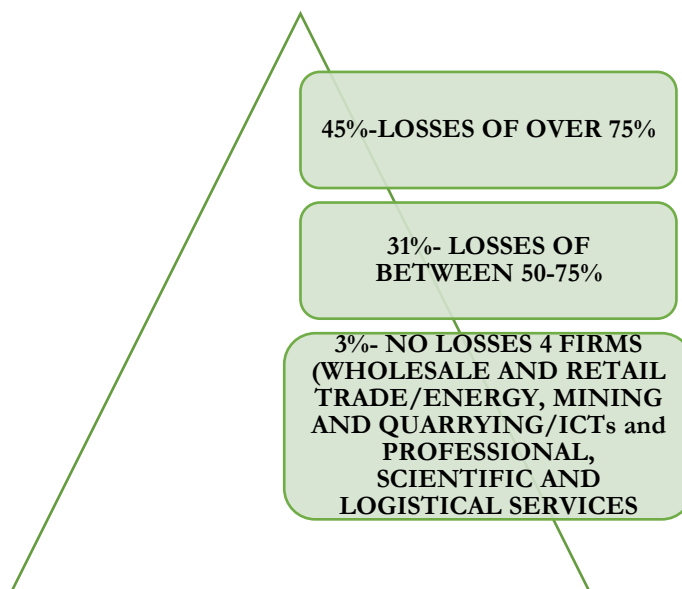 45%-LOSSES OF OVER 75%
31%- LOSSES OF
BETWEEN 50-75%
3%- NO LOSSES 4 FIRMS
(WHOLESALE AND RETAIL
TRADE/ENERGY, MINING
AND QUARRYING/ICTs and
PROFESSIONAL,
SCIENTIFIC AND
LOGISTICAL SERVICES